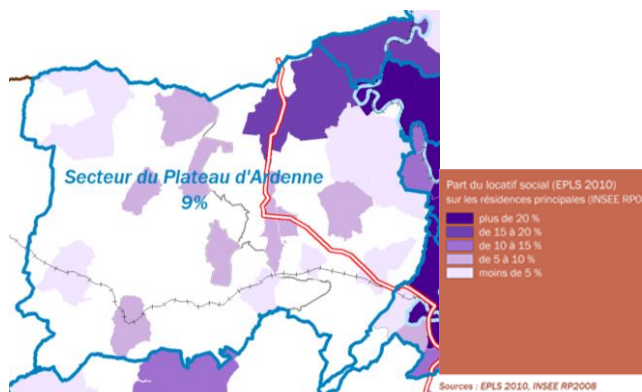 Secteur du Plateau d'Ardenne
9%
Part du locatif social (EPLS 2010)
sur les résidences principales (INSEE RP0
plus de 20 %
de 15 à 20 %
de 10 à 15 %
de 5 à 10 %
moins de 5 %
Sources : EPLS 2010, INSEE RP2008